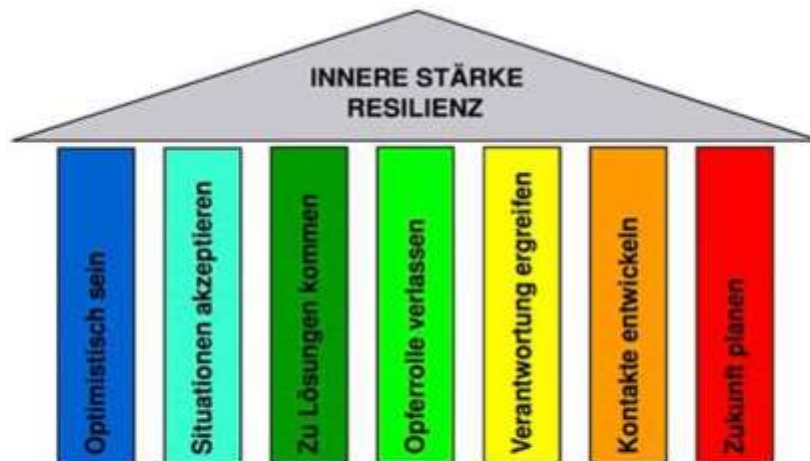 INNERE STÄRKE
RESILIENZ
Optimistisch sein
Situationen akzeptieren
Zu Lösungen kommen
Opferrolle verlassen
Verantwortung ergreifen
Kontakte entwickeln
Zukunft planen